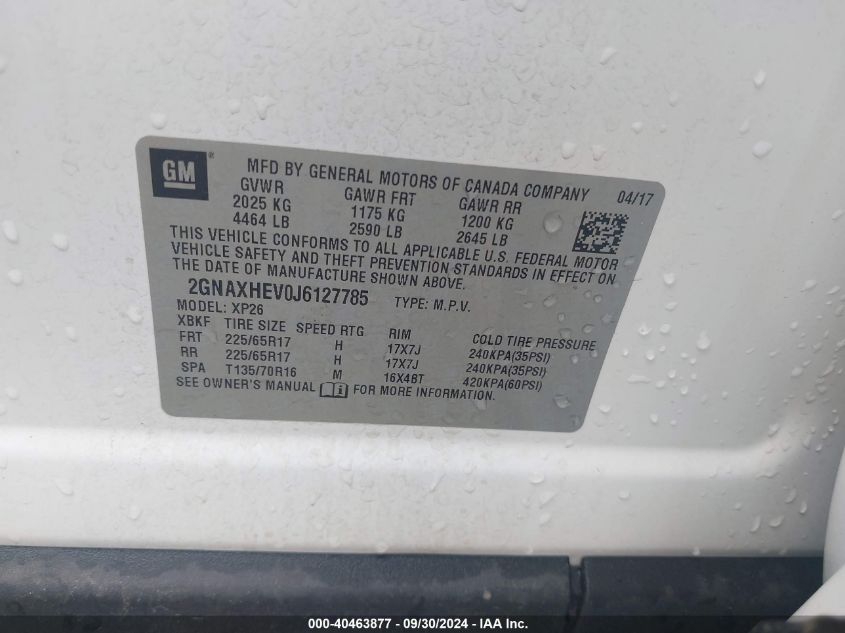 GM® MFD BY GENERAL MOTORS OF CANADA COMPANY 04/17
GVWR GAWR FRT GAWR RR
2025 KG 1175 KG 1200 KG
4464 LB 2590 LB 2645 LB
THIS VEHICLE CONFORMS TO ALL APPLICABLE U.S. FEDERAL MOTOR
VEHICLE SAFETY AND THEFT PREVENTION STANDARDS IN EFFECT ON
THE DATE OF MANUFACTURE SHOWN ABOVE.
2GNAXHEV0J6127785 TYPE: M.P.V.
MODEL: XP26
XBKF TIRE SIZE SPEED RTG RIM COLD TIRE PRESSURE
FRT 225/65R17 H 17X7J 240KPA(35PSI)
RR 225/65R17 H 17X7J 240KPA(35PSI)
SPA T135/70R16 M 16X4BT 420KPA(60PSI)
SEE OWNER'S MANUAL FOR MORE INFORMATION.
000-40463877 - 09/30/2024 - IAA Inc.